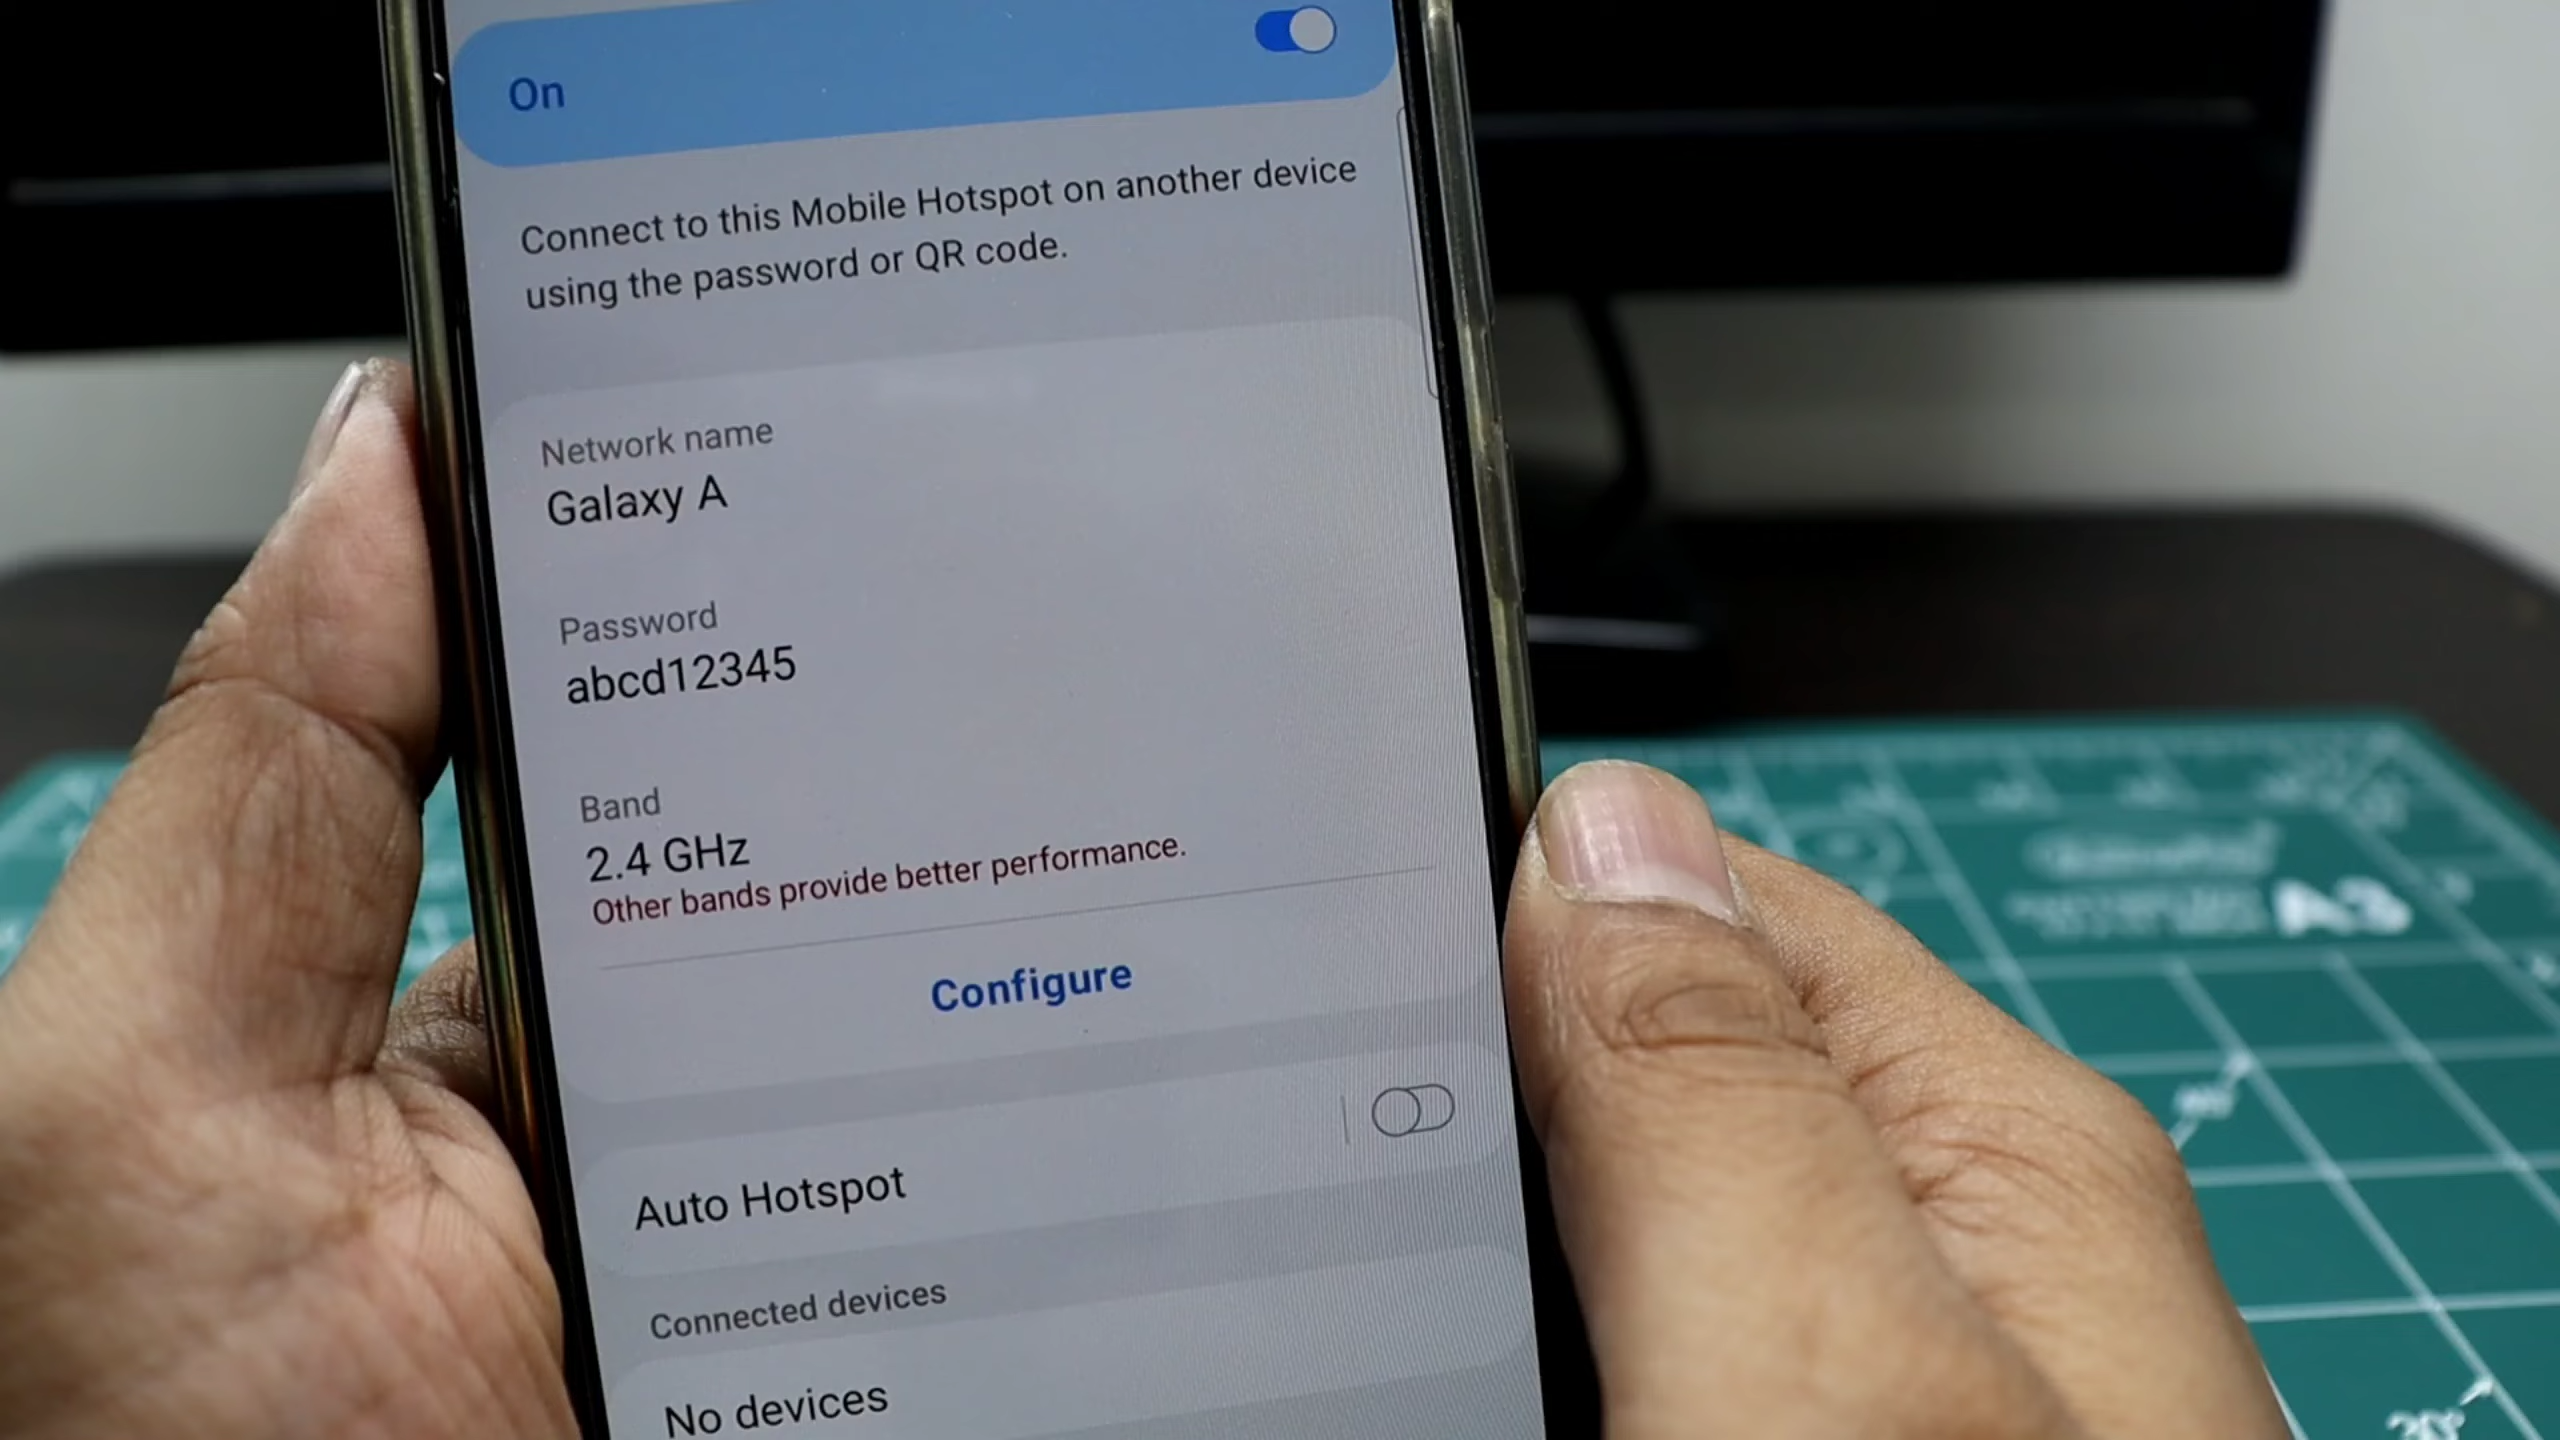 On
Connect to this Mobile Hotspot on another device
using the password or QR code.
Network name
Galaxy A
Password
abcd12345
Band
2.4 GHz
Other bands provide better performance.
Configure
Auto Hotspot
Connected devices
No devices
A3